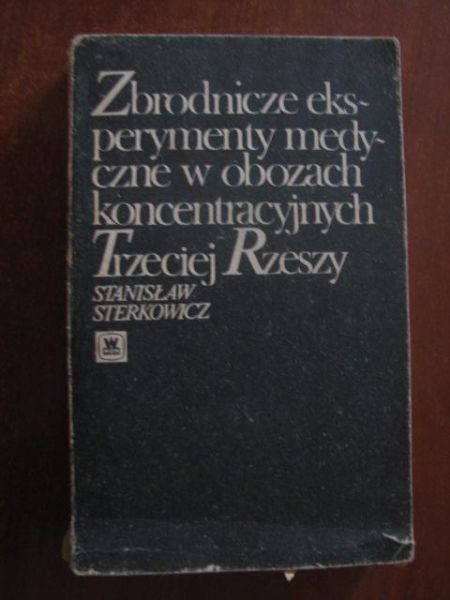 Zbrodnicze eks-
perymenty medy-
czne w obozach
koncentracyjnych
Trzeciej Rzeszy
STANISŁAW
STERKOWICZ
W